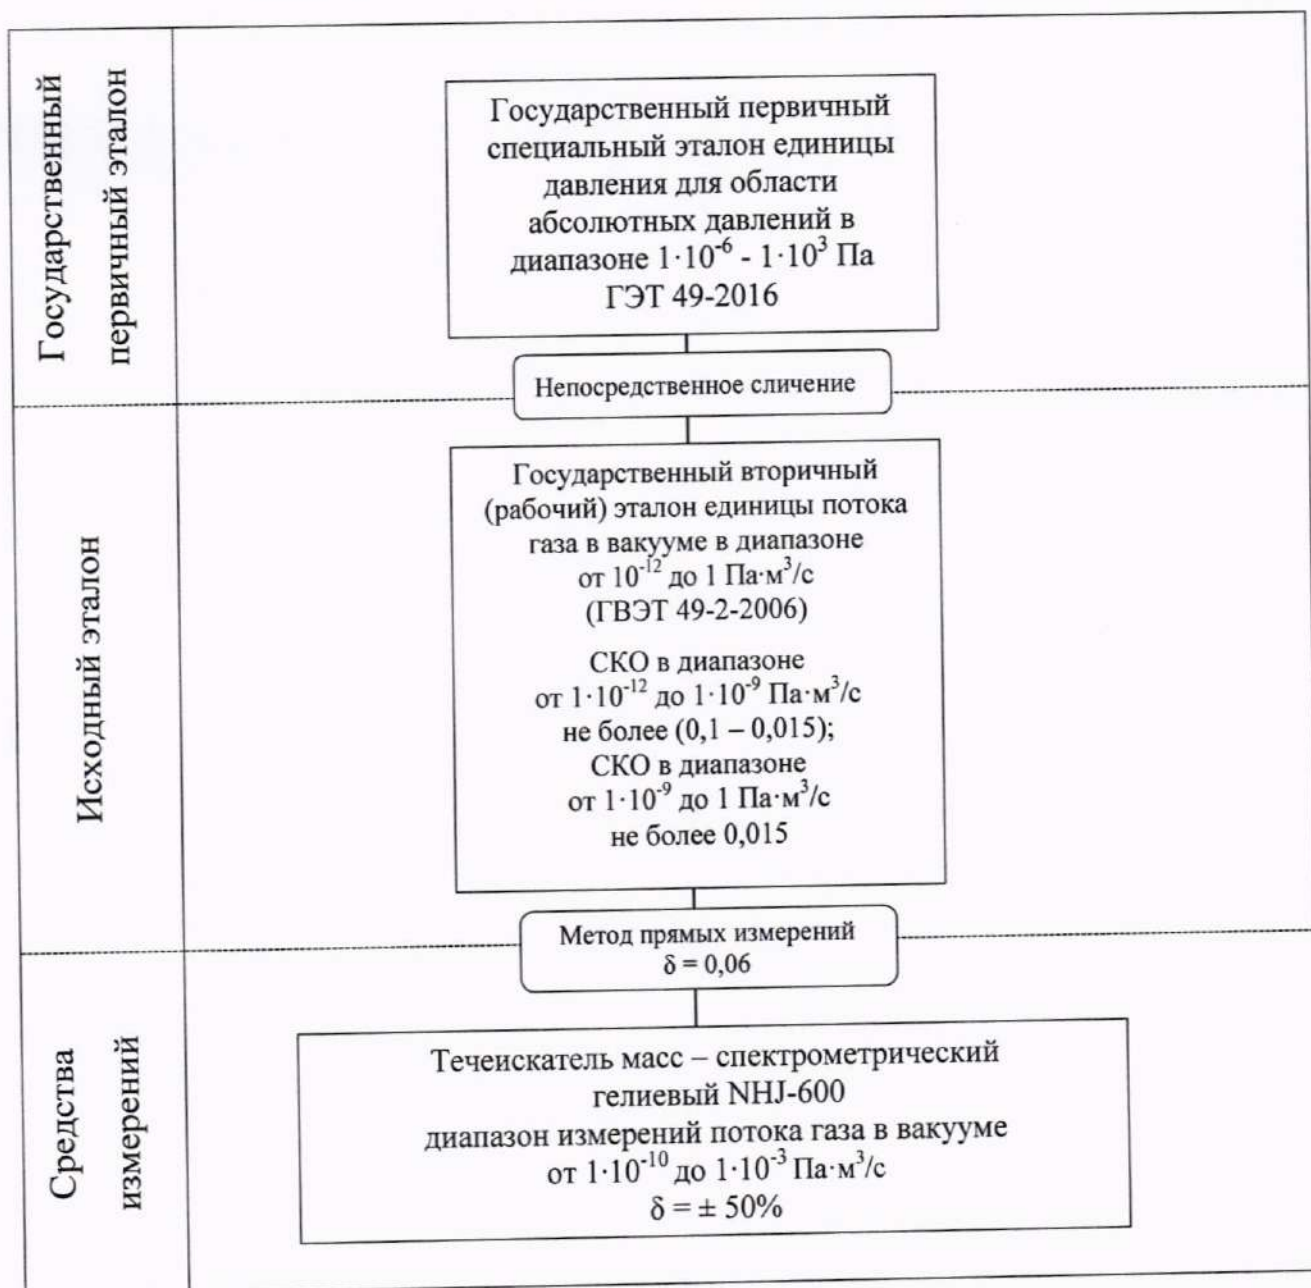 Государственный
первичный эталон
Государственный первичный
специальный эталон единицы
давления для области
абсолютных давлений в
диапазоне 1·10⁻⁶ - 1·10³ Па
ГЭТ 49-2016
Непосредственное сличение
Исходный эталон
Государственный вторичный
(рабочий) эталон единицы потока
газа в вакууме в диапазоне
от 10⁻¹² до 1 Па·м³/с
(ГВЭТ 49-2-2006)
СКО в диапазоне
от 1·10⁻¹² до 1·10⁻⁹ Па·м³/с
не более (0,1 – 0,015);
СКО в диапазоне
от 1·10⁻⁹ до 1 Па·м³/с
не более 0,015
Метод прямых измерений
δ = 0,06
Средства
измерений
Течеискатель масс – спектрометрический
гелиевый NHJ-600
диапазон измерений потока газа в вакууме
от 1·10⁻¹⁰ до 1·10⁻³ Па·м³/с
δ = ± 50%